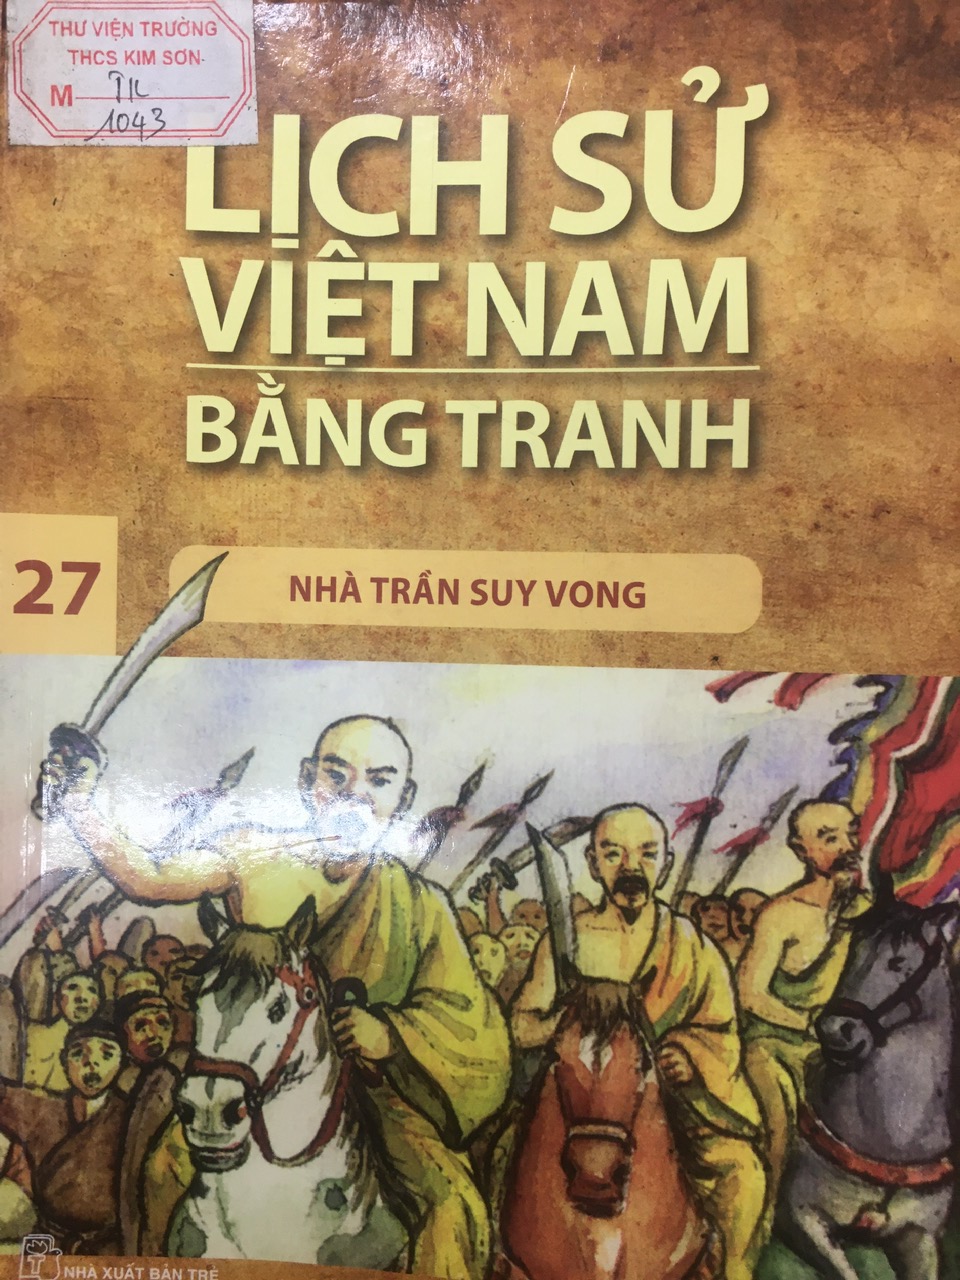 THƯ VIỆN TRƯỜNG
THCS KIM SƠN
M TK
1043
LỊCH SỬ
VIỆT NAM
BẰNG TRANH
27
NHÀ TRẦN SUY VONG
NHÀ XUẤT BẢN TRẺ